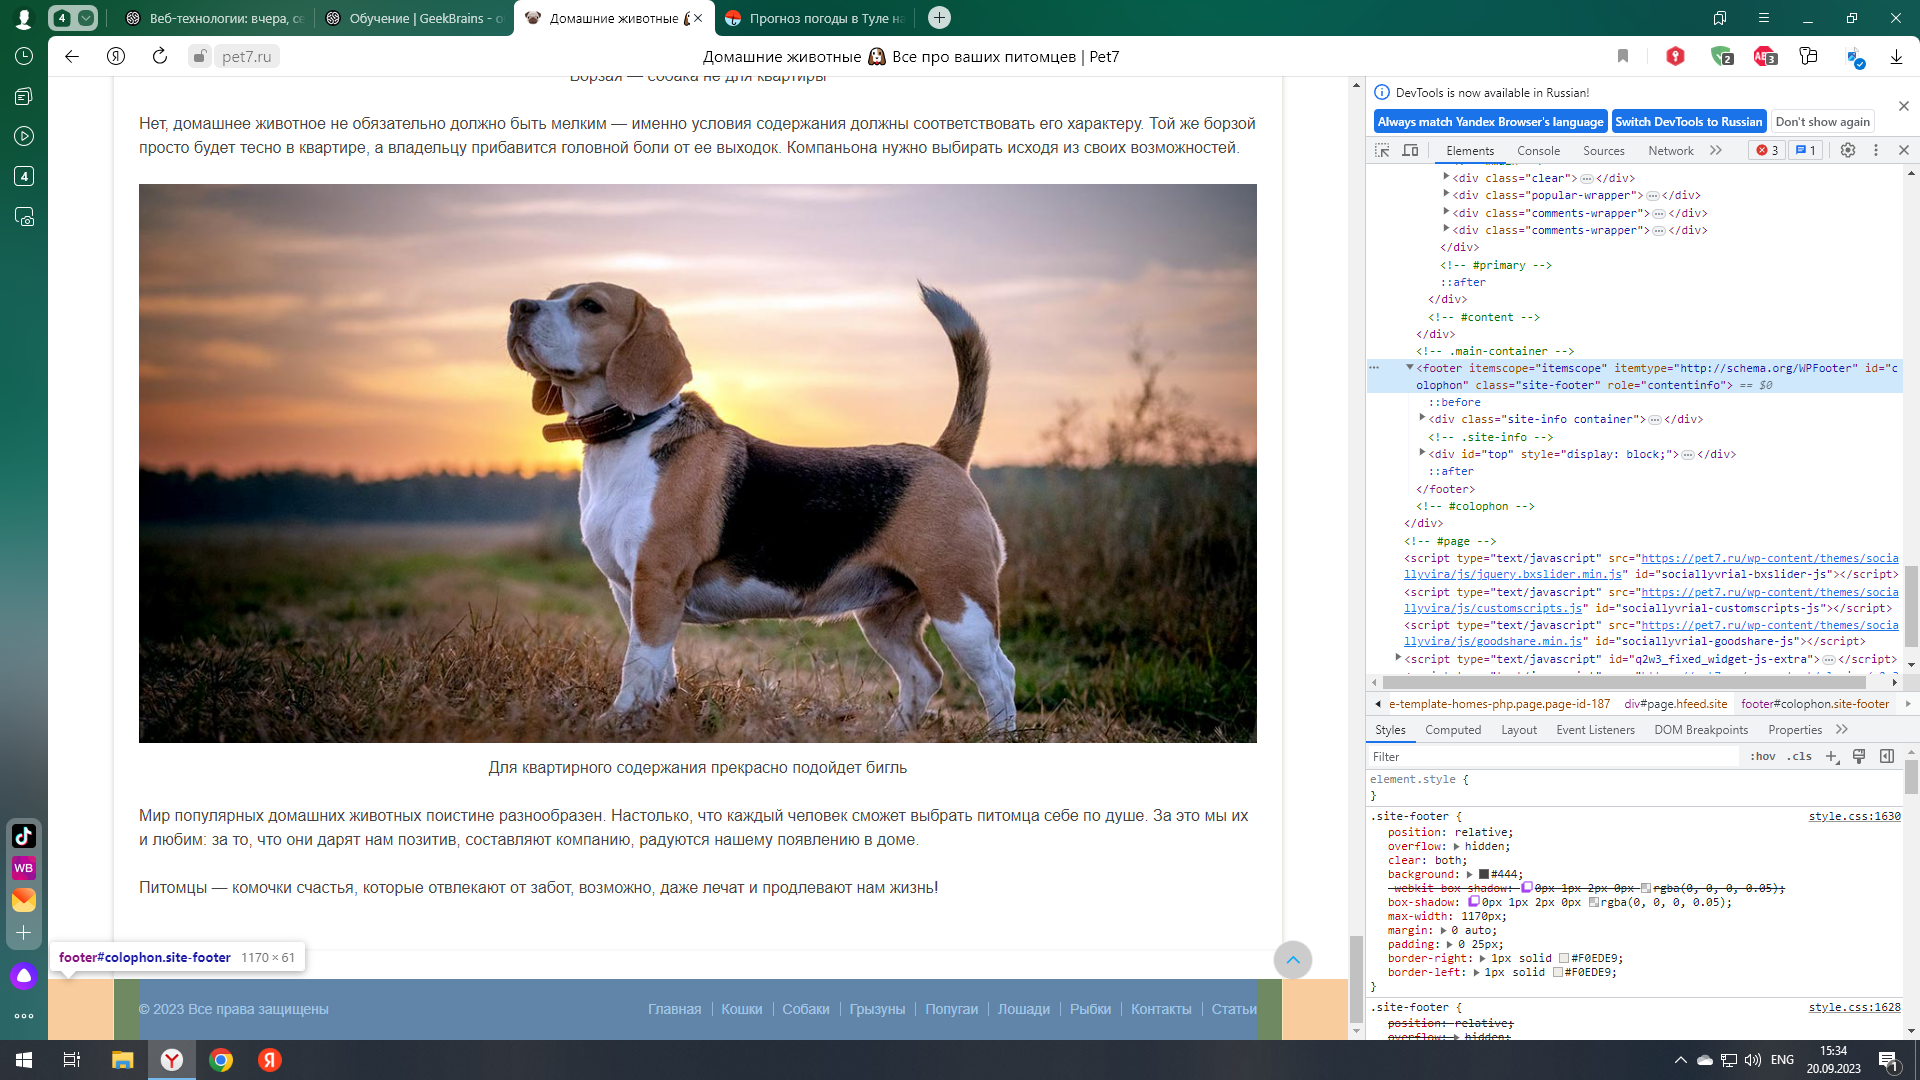 4
Веб-технологии: вчера, се
Обучение | GeekBrains - о
Домашние животные
Прогноз погоды в Туле на
pet7.ru
Домашние животные Все про ваших питомцев | Pet7
2
3
Борзая — собака не для квартиры
Нет, домашнее животное не обязательно должно быть мелким — именно условия содержания должны соответствовать его характеру. Той же борзой
просто будет тесно в квартире, а владельцу прибавится головной боли от ее выходок. Компаньона нужно выбирать исходя из своих возможностей.
Для квартирного содержания прекрасно подойдет бигль
Мир популярных домашних животных поистине разнообразен. Настолько, что каждый человек сможет выбрать питомца себе по душе. За это мы их
и любим: за то, что они дарят нам позитив, составляют компанию, радуются нашему появлению в доме.
Питомцы — комочки счастья, которые отвлекают от забот, возможно, даже лечат и продлевают нам жизнь!
footer#colophon.site-footer 1170 × 61
© 2023 Все права защищены
Главная Кошки Собаки Грызуны Попугаи Лошади Рыбки Контакты Статьи
4
WB
DevTools is now available in Russian!
Always match Yandex Browser's language Switch DevTools to Russian Don't show again
Elements Console Sources Network 3 1
<div class="clear">⋯</div>
<div class="popular-wrapper">⋯</div>
<div class="comments-wrapper">⋯</div>
<div class="comments-wrapper">⋯</div>
</div>
<!-- #primary -->
::after
</div>
<!-- #content -->
</div>
<!-- .main-container -->
<footer itemscope="itemscope" itemtype="http://schema.org/WPFooter" id="c
olophon" class="site-footer" role="contentinfo"> == $0
::before
<div class="site-info container">⋯</div>
<!-- .site-info -->
<div id="top" style="display: block;">⋯</div>
::after
</footer>
<!-- #colophon -->
</div>
<!-- #page -->
<script type="text/javascript" src="https://pet7.ru/wp-content/themes/socia
llyvira/js/jquery.bxslider.min.js" id="sociallyvrial-bxslider-js"></script>
<script type="text/javascript" src="https://pet7.ru/wp-content/themes/socia
llyvira/js/customscripts.js" id="sociallyvrial-customscripts-js"></script>
<script type="text/javascript" src="https://pet7.ru/wp-content/themes/socia
llyvira/js/goodshare.min.js" id="sociallyvrial-goodshare-js"></script>
<script type="text/javascript" id="q2w3_fixed_widget-js-extra">⋯</script>
e-template-homes-php.page.page-id-187 div#page.hfeed.site footer#colophon.site-footer
Styles Computed Layout Event Listeners DOM Breakpoints Properties
Filter :hov .cls
element.style {
}
.site-footer { style.css:1630
position: relative;
overflow: hidden;
clear: both;
background: #444;
-webkit-box-shadow: 0px 1px 2px 0px rgba(0, 0, 0, 0.05);
box-shadow: 0px 1px 2px 0px rgba(0, 0, 0, 0.05);
max-width: 1170px;
margin: 0 auto;
padding: 0 25px;
border-right: 1px solid #F0EDE9;
border-left: 1px solid #F0EDE9;
}
.site-footer { style.css:1628
position: relative;
overflow: hidden;
ENG
15:34
20.09.2023
1